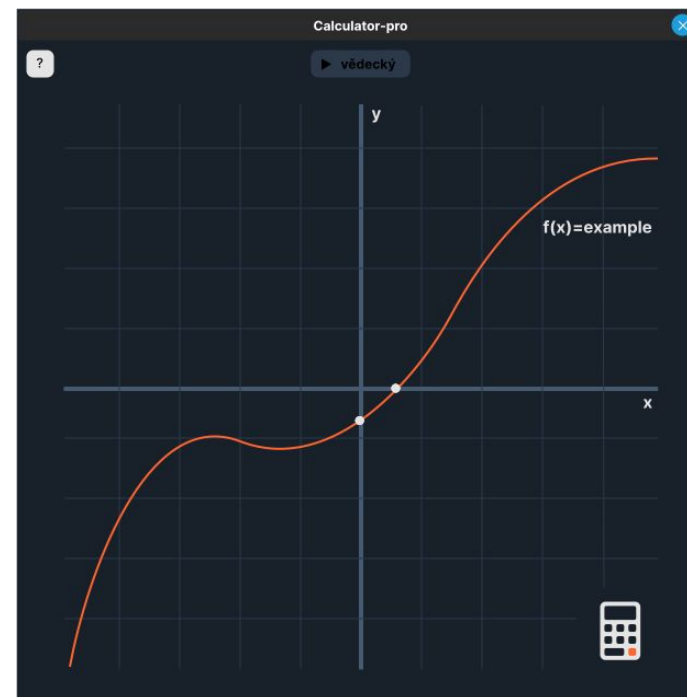 Calculator-pro
?
vědecký
y
f(x)=example
x